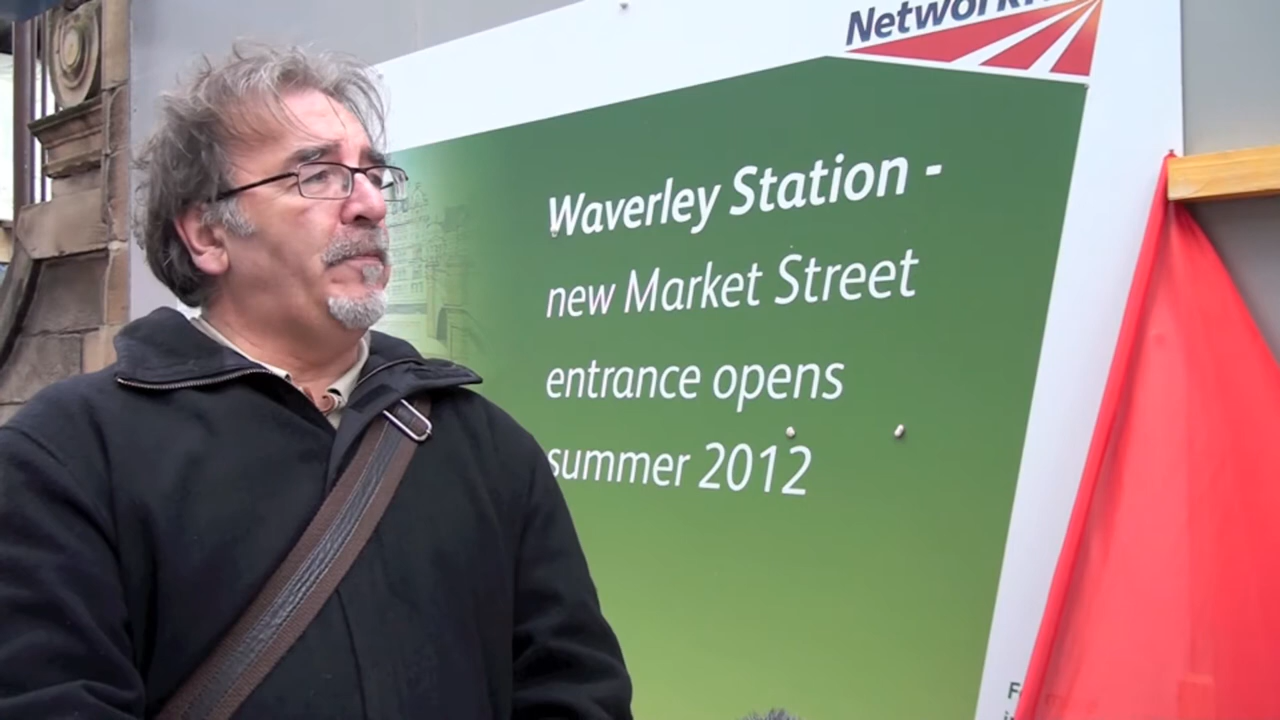 Waverley Station -
new Market Street
entrance opens
summer 2012